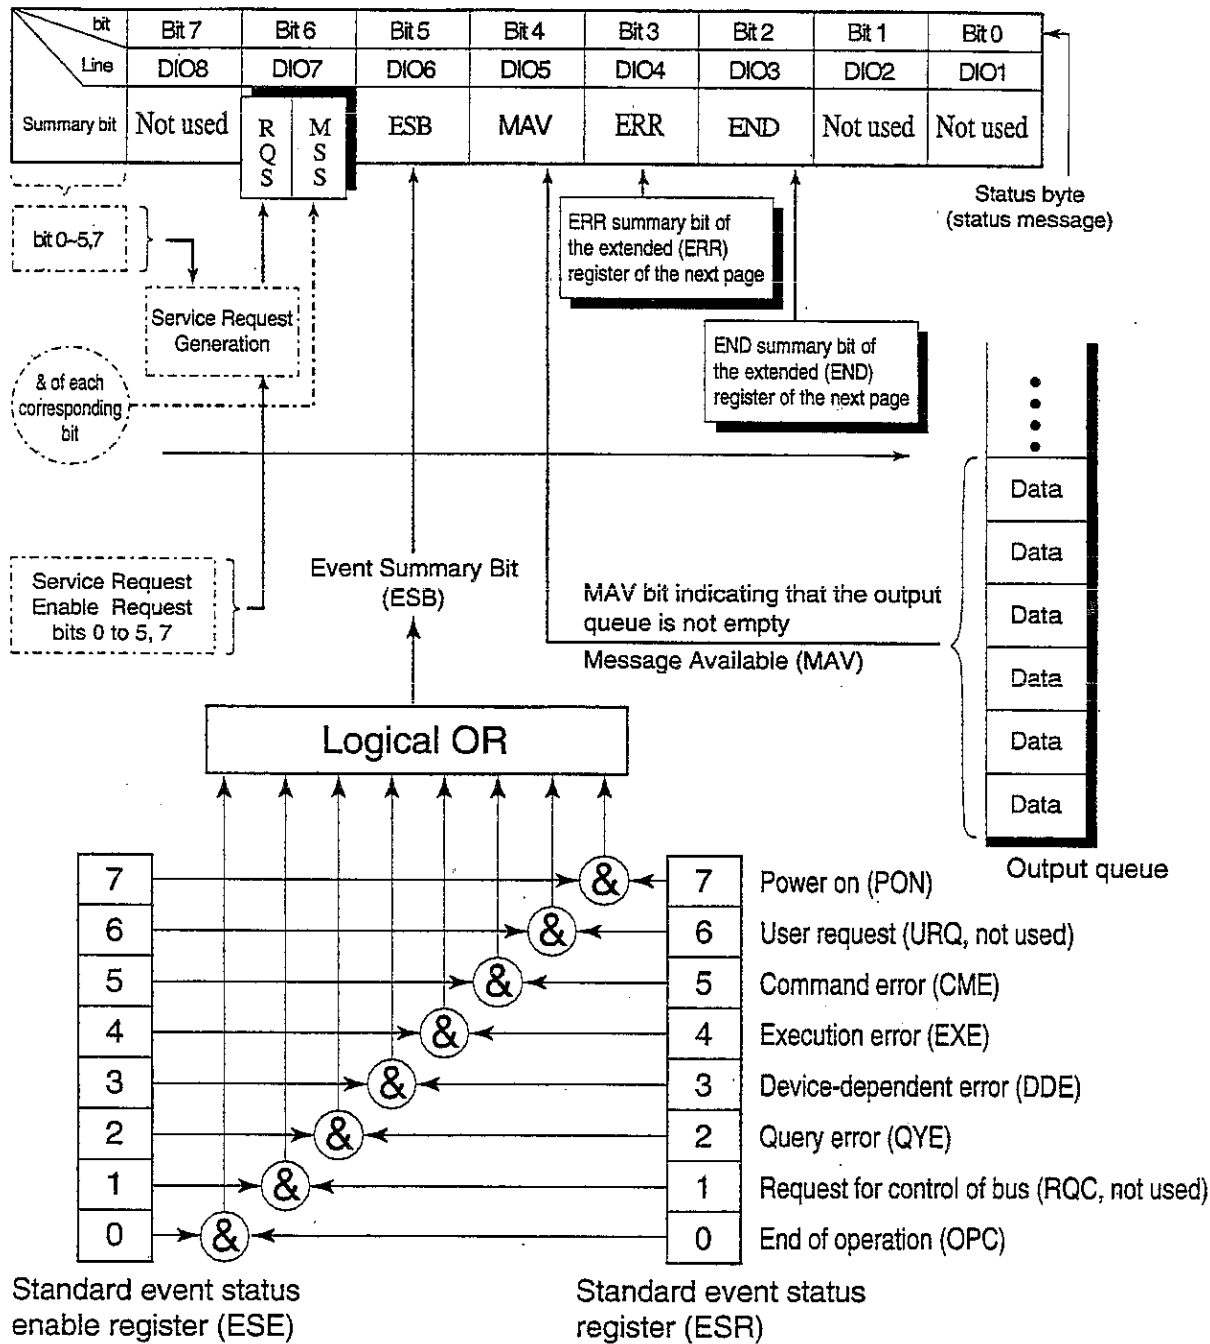 bit Bit 7 Bit 6 Bit 5 Bit 4 Bit 3 Bit 2 Bit 1 Bit 0
Line DIO8 DIO7 DIO6 DIO5 DIO4 DIO3 DIO2 DIO1
Summary bit Not used RQS MSS ESB MAV ERR END Not used Not used
Status byte
(status message)
bit 0~5,7
Service Request
Generation
& of each
corresponding
bit
ERR summary bit of
the extended (ERR)
register of the next page
END summary bit of
the extended (END)
register of the next page
Data
Data
Data
Data
Data
Data
Output queue
Service Request
Enable Request
bits 0 to 5, 7
Event Summary Bit
(ESB)
MAV bit indicating that the output
queue is not empty
Message Available (MAV)
Logical OR
7 & 7 Power on (PON)
6 & 6 User request (URQ, not used)
5 & 5 Command error (CME)
4 & 4 Execution error (EXE)
3 & 3 Device-dependent error (DDE)
2 & 2 Query error (QYE)
1 & 1 Request for control of bus (RQC, not used)
0 & 0 End of operation (OPC)
Standard event status
enable register (ESE)
Standard event status
register (ESR)